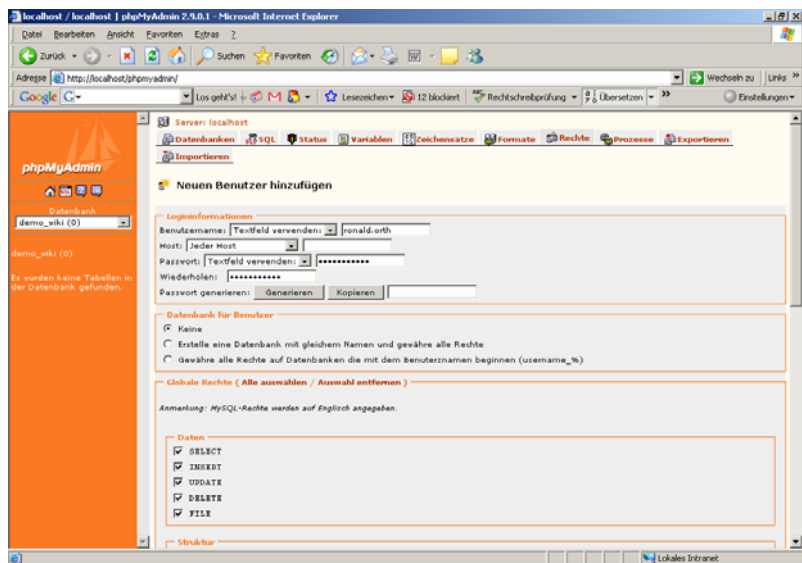 localhost / localhost | phpMyAdmin 2.9.0.1 - Microsoft Internet Explorer
Datei Bearbeiten Ansicht Favoriten Extras ?
Zurück Suchen Favoriten
Adresse http://localhost/phpmyadmin/ Wechseln zu Links »
Google G Los geht's! Lesezeichen 12 blockiert Rechtschreibprüfung Übersetzen » Einstellungen
phpMyAdmin
Datenbank
demo_wiki (0)
demo_wiki (0)
Es wurden keine Tabellen in der Datenbank gefunden.
Server: localhost
Datenbanken SQL Status Variablen Zeichensätze Formate Rechte Prozesse Exportieren
Importieren
Neuen Benutzer hinzufügen
Logininformationen
Benutzername: Textfeld verwenden: ronald.orth
Host: Jeder Host
Passwort: Textfeld verwenden: •••••••••••
Wiederholen: •••••••••••
Passwort generieren: Generieren Kopieren
Datenbank für Benutzer
Keine
Erstelle eine Datenbank mit gleichem Namen und gewähre alle Rechte
Gewähre alle Rechte auf Datenbanken die mit dem Benuterznamen beginnen (username_%)
Globale Rechte ( Alle auswählen / Auswahl entfernen )
Anmerkung: MySQL-Rechte werden auf Englisch angegeben.
Daten
SELECT
INSERT
UPDATE
DELETE
FILE
Struktur
Lokales Intranet